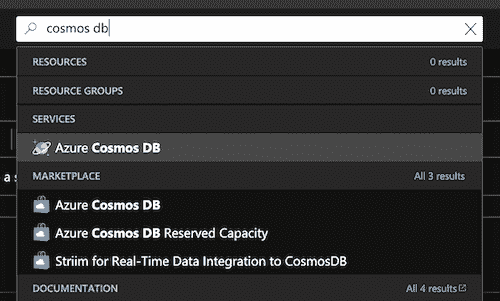 cosmos db
RESOURCES 0 results
RESOURCE GROUPS 0 results
SERVICES
Azure Cosmos DB
a s
MARKETPLACE All 3 results
Azure Cosmos DB
Azure Cosmos DB Reserved Capacity
Striim for Real-Time Data Integration to CosmosDB
DOCUMENTATION All 4 results